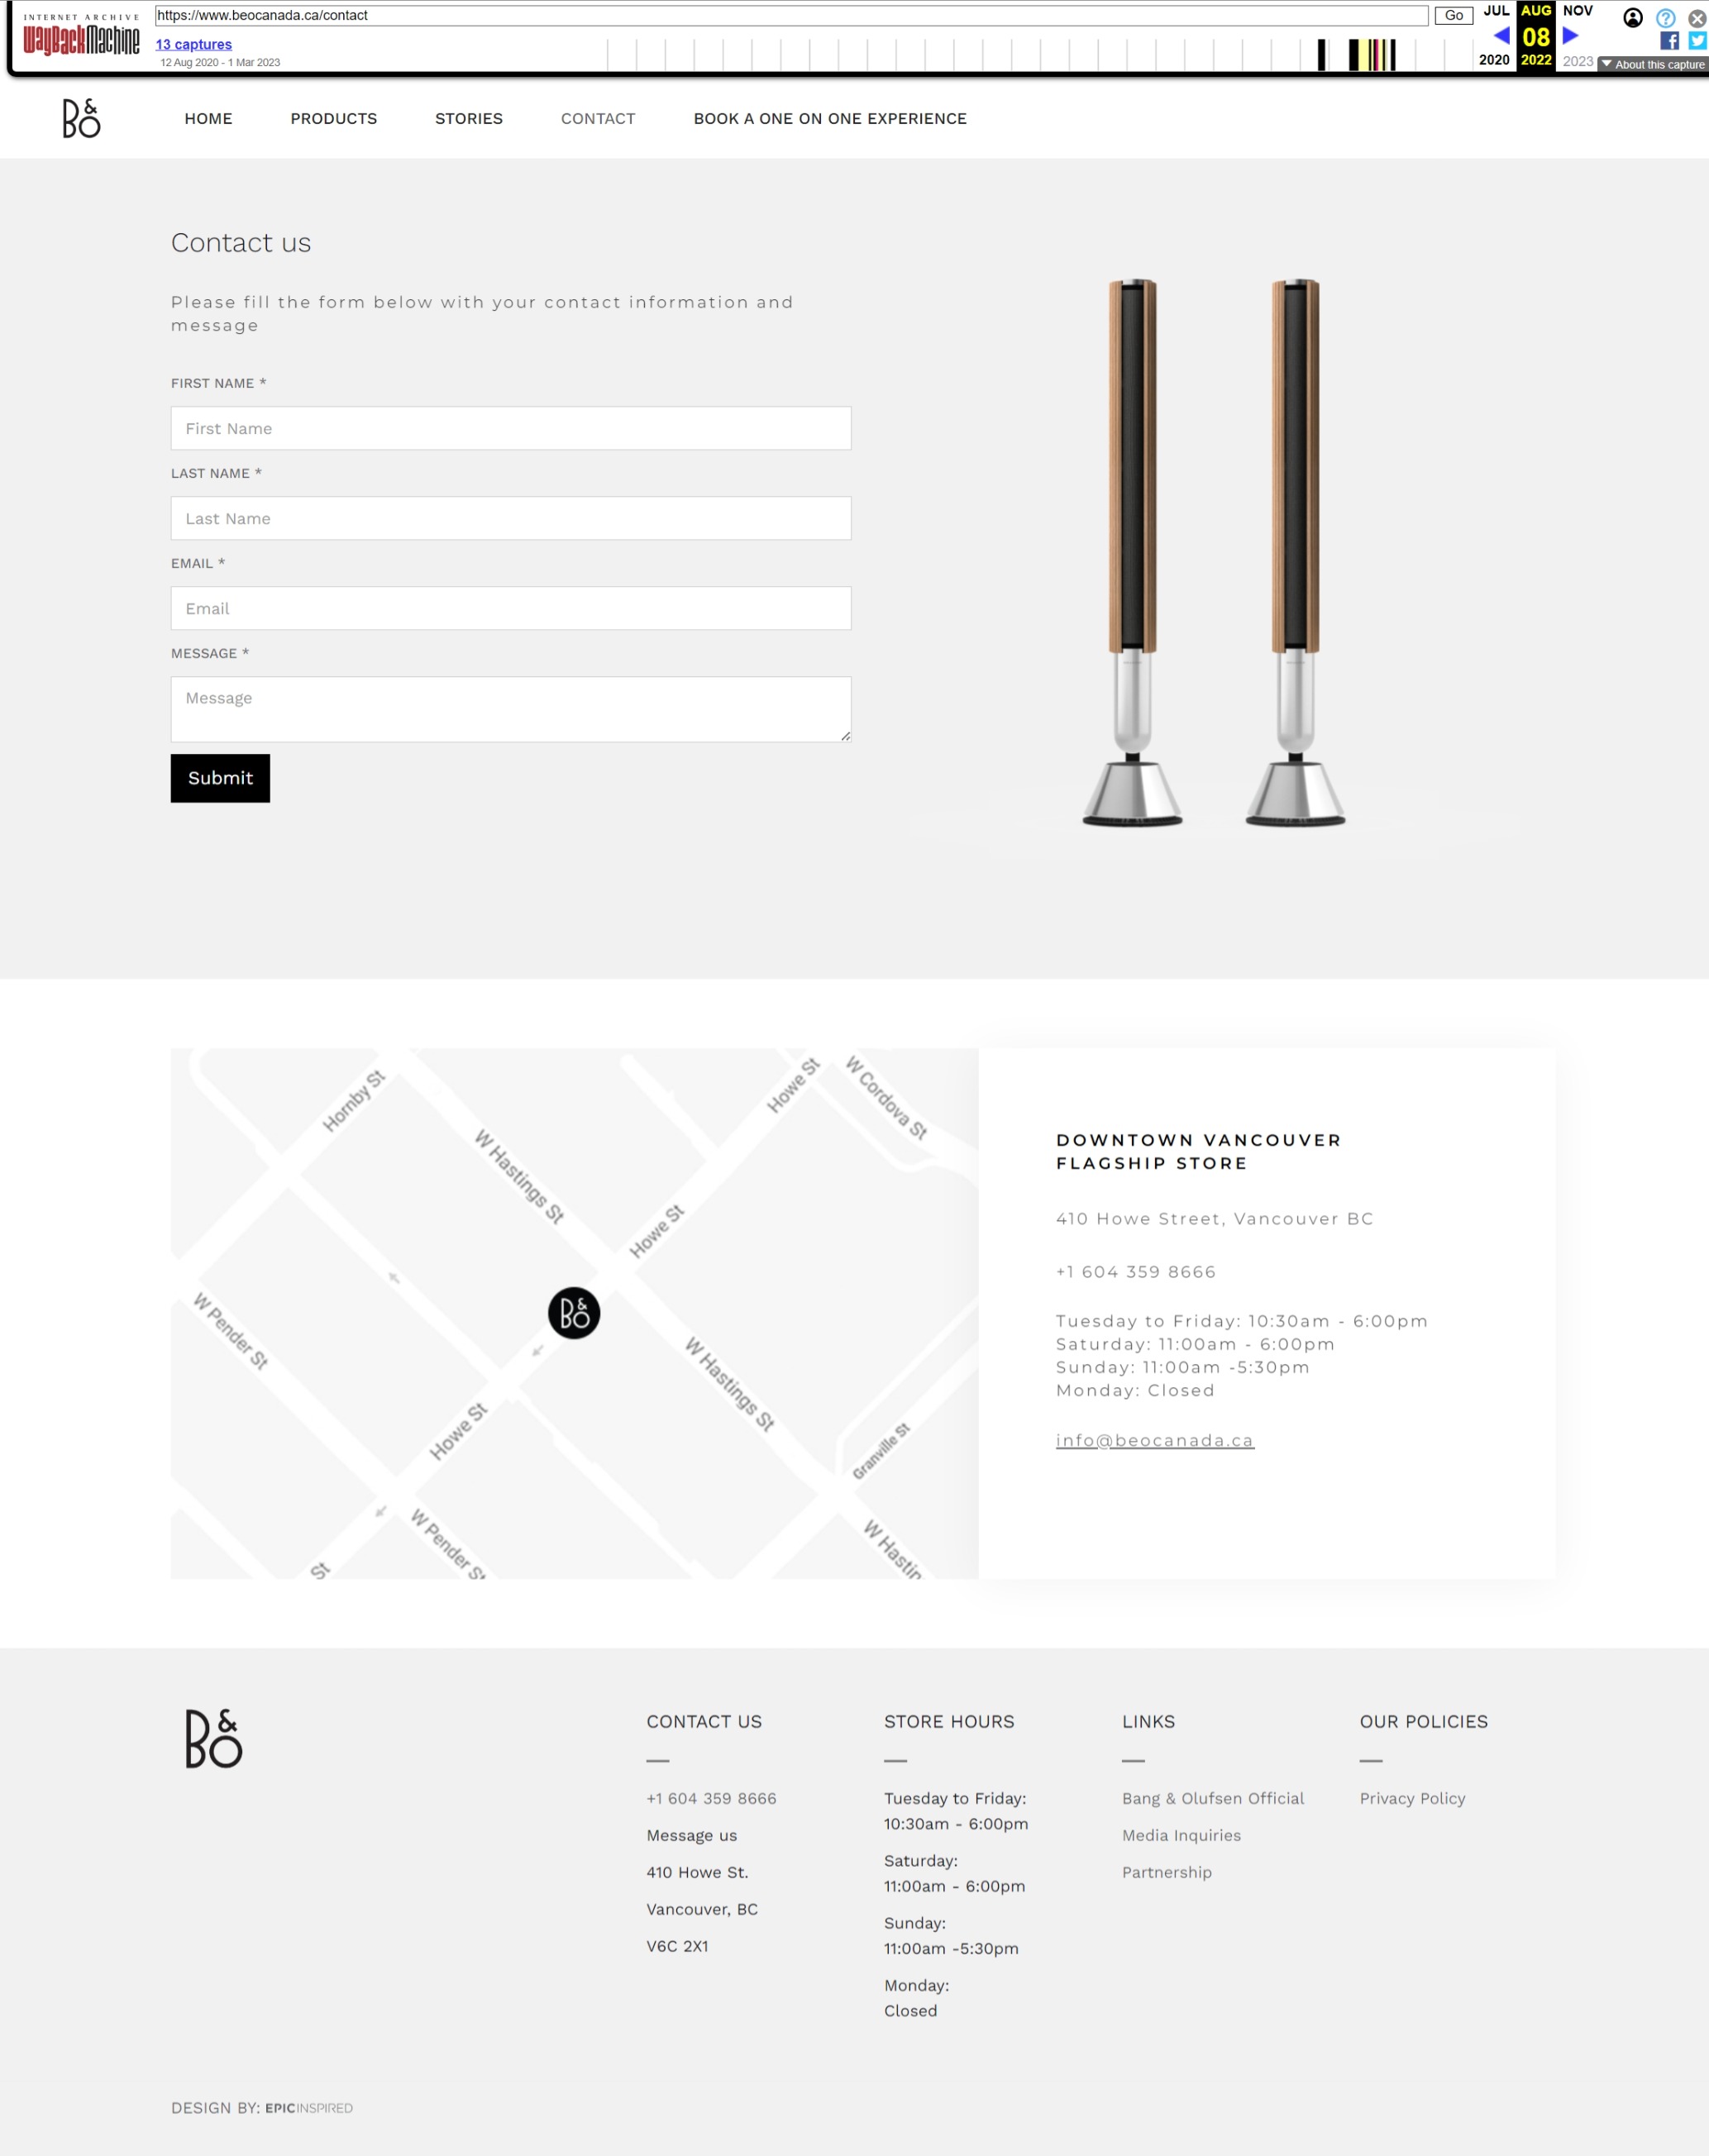 INTERNET ARCHIVE
WayBackMachine
https://www.beocanada.ca/contact
Go
JUL
AUG
NOV
13 captures
08
12 Aug 2020 - 1 Mar 2023
2020
2022
2023
About this capture
B&O
HOME
PRODUCTS
STORIES
CONTACT
BOOK A ONE ON ONE EXPERIENCE
Contact us
Please fill the form below with your contact information and
message
FIRST NAME *
First Name
LAST NAME *
Last Name
EMAIL *
Email
MESSAGE *
Message
Submit
Hornby St
W Hastings St
Howe St
W Cordova St
Howe St
B&O
W Pender St
W Hastings St
Howe St
Granville St
W Pender St
W Hastin
St
DOWNTOWN VANCOUVER
FLAGSHIP STORE
410 Howe Street, Vancouver BC
+1 604 359 8666
Tuesday to Friday: 10:30am - 6:00pm
Saturday: 11:00am - 6:00pm
Sunday: 11:00am -5:30pm
Monday: Closed
info@beocanada.ca
B&O
CONTACT US
+1 604 359 8666
Message us
410 Howe St.
Vancouver, BC
V6C 2X1
STORE HOURS
Tuesday to Friday:
10:30am - 6:00pm
Saturday:
11:00am - 6:00pm
Sunday:
11:00am -5:30pm
Monday:
Closed
LINKS
Bang & Olufsen Official
Media Inquiries
Partnership
OUR POLICIES
Privacy Policy
DESIGN BY: EPICINSPIRED